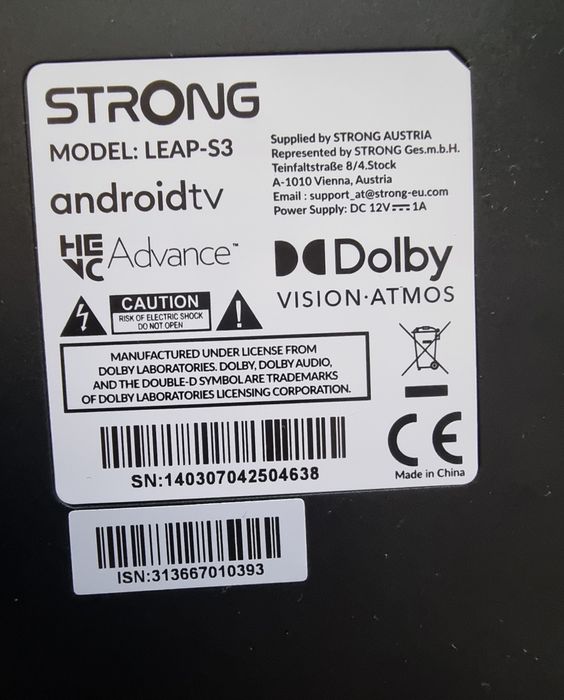 STRONG
MODEL: LEAP-S3
androidtv
HEVC Advance™
Supplied by STRONG AUSTRIA
Represented by STRONG Ges.m.b.H.
Teinfaltstraße 8/4.Stock
A-1010 Vienna, Austria
Email : support_at@strong-eu.com
Power Supply: DC 12V⎓1A
Dolby
VISION·ATMOS
CAUTION
RISK OF ELECTRIC SHOCK
DO NOT OPEN
MANUFACTURED UNDER LICENSE FROM
DOLBY LABORATORIES. DOLBY, DOLBY AUDIO,
AND THE DOUBLE-D SYMBOL ARE TRADEMARKS
OF DOLBY LABORATORIES LICENSING CORPORATION.
SN:140307042504638
CE
Made in China
ISN:313667010393